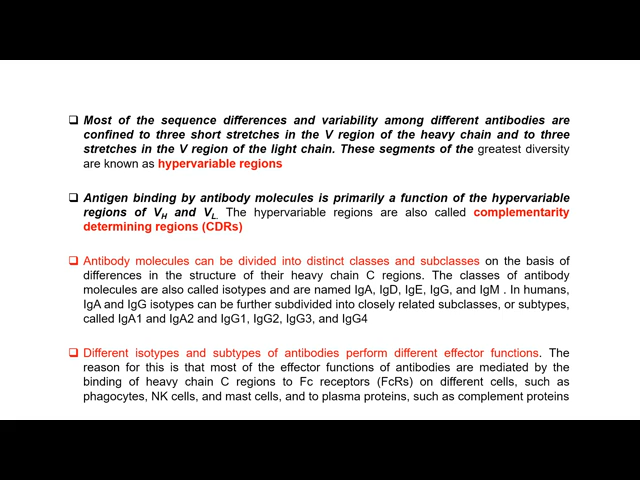 ❑ Most of the sequence differences and variability among different antibodies are
confined to three short stretches in the V region of the heavy chain and to three
stretches in the V region of the light chain. These segments of the greatest diversity
are known as hypervariable regions
❑ Antigen binding by antibody molecules is primarily a function of the hypervariable
regions of VH and VL. The hypervariable regions are also called complementarity
determining regions (CDRs)
❑ Antibody molecules can be divided into distinct classes and subclasses on the basis of
differences in the structure of their heavy chain C regions. The classes of antibody
molecules are also called isotypes and are named IgA, IgD, IgE, IgG, and IgM . In humans,
IgA and IgG isotypes can be further subdivided into closely related subclasses, or subtypes,
called IgA1 and IgA2 and IgG1, IgG2, IgG3, and IgG4
❑ Different isotypes and subtypes of antibodies perform different effector functions. The
reason for this is that most of the effector functions of antibodies are mediated by the
binding of heavy chain C regions to Fc receptors (FcRs) on different cells, such as
phagocytes, NK cells, and mast cells, and to plasma proteins, such as complement proteins